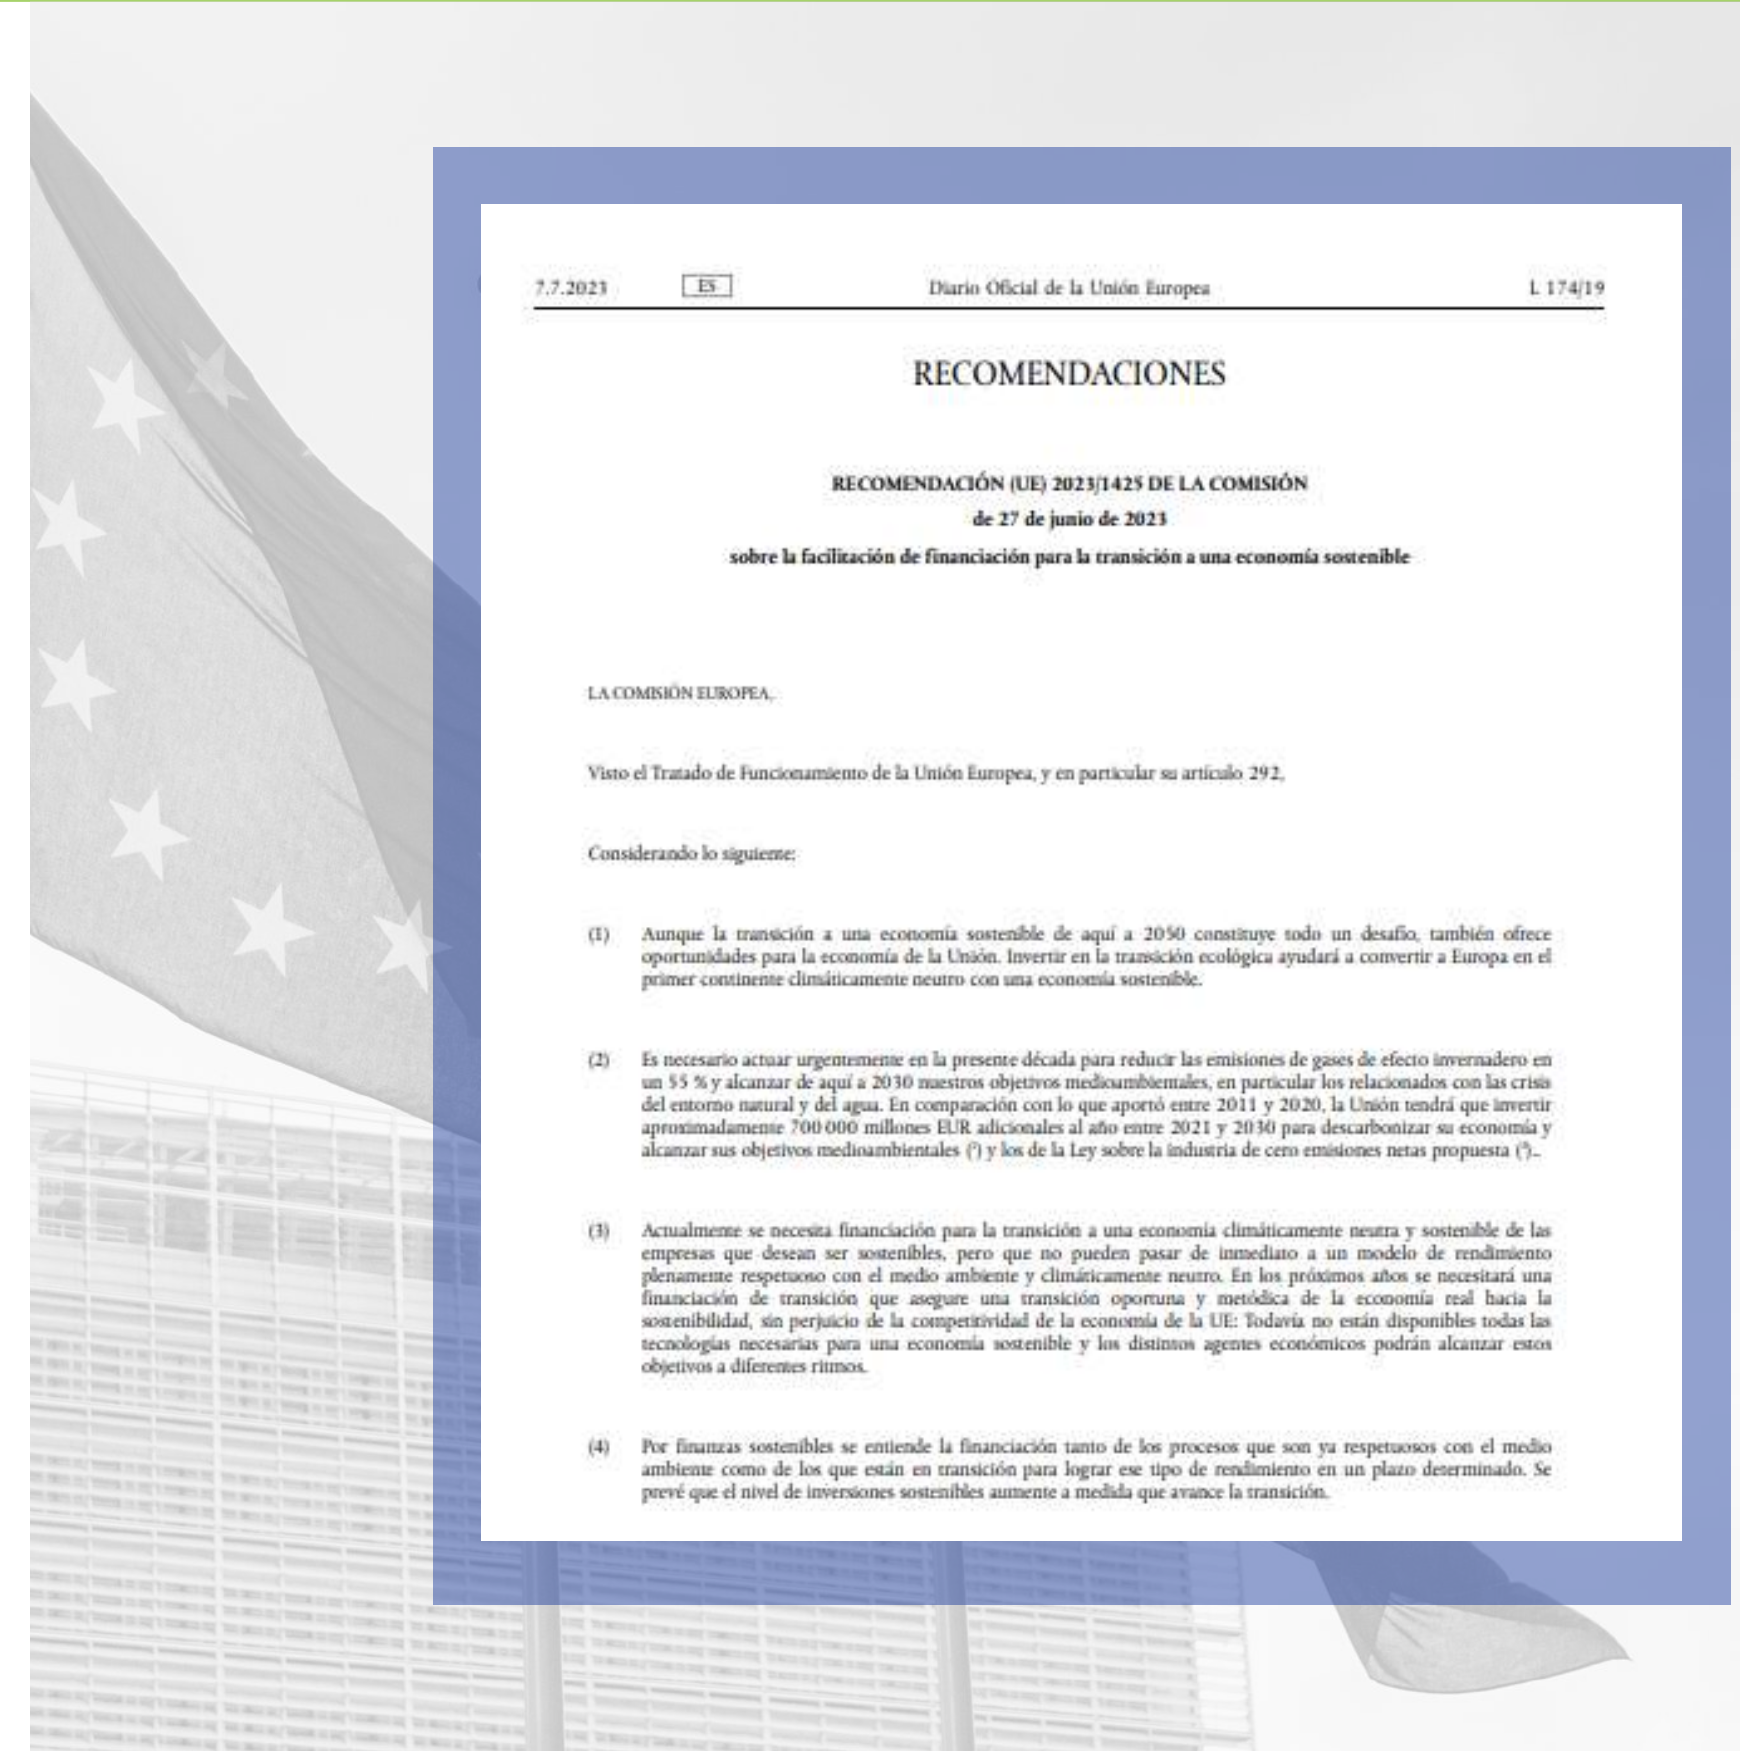 7.7.2023 ES Diario Oficial de la Unión Europea L 174/19
RECOMENDACIONES
RECOMENDACIÓN (UE) 2023/1425 DE LA COMISIÓN
de 27 de junio de 2023
sobre la facilitación de financiación para la transición a una economía sostenible
LA COMISIÓN EUROPEA,
Visto el Tratado de Funcionamiento de la Unión Europea, y en particular su artículo 292,
Considerando lo siguiente:
(1) Aunque la transición a una economía sostenible de aquí a 2050 constituye todo un desafío, también ofrece
oportunidades para la economía de la Unión. Invertir en la transición ecológica ayudará a convertir a Europa en el
primer continente climáticamente neutro con una economía sostenible.
(2) Es necesario actuar urgentemente en la presente década para reducir las emisiones de gases de efecto invernadero en
un 55 % y alcanzar de aquí a 2030 nuestros objetivos medioambientales, en particular los relacionados con las crisis
del entorno natural y del agua. En comparación con lo que aportó entre 2011 y 2020, la Unión tendrá que invertir
aproximadamente 700 000 millones EUR adicionales al año entre 2021 y 2030 para descarbonizar su economía y
alcanzar sus objetivos medioambientales () y los de la Ley sobre la industria de cero emisiones netas propuesta ()..
(3) Actualmente se necesita financiación para la transición a una economía climáticamente neutra y sostenible de las
empresas que desean ser sostenibles, pero que no pueden pasar de inmediato a un modelo de rendimiento
plenamente respetuoso con el medio ambiente y climáticamente neutro. En los próximos años se necesitará una
financiación de transición que asegure una transición oportuna y metódica de la economía real hacia la
sostenibilidad, sin perjuicio de la competitividad de la economía de la UE: Todavía no están disponibles todas las
tecnologías necesarias para una economía sostenible y los distintos agentes económicos podrán alcanzar estos
objetivos a diferentes ritmos.
(4) Por finanzas sostenibles se entiende la financiación tanto de los procesos que son ya respetuosos con el medio
ambiente como de los que están en transición para lograr ese tipo de rendimiento en un plazo determinado. Se
prevé que el nivel de inversiones sostenibles aumente a medida que avance la transición.